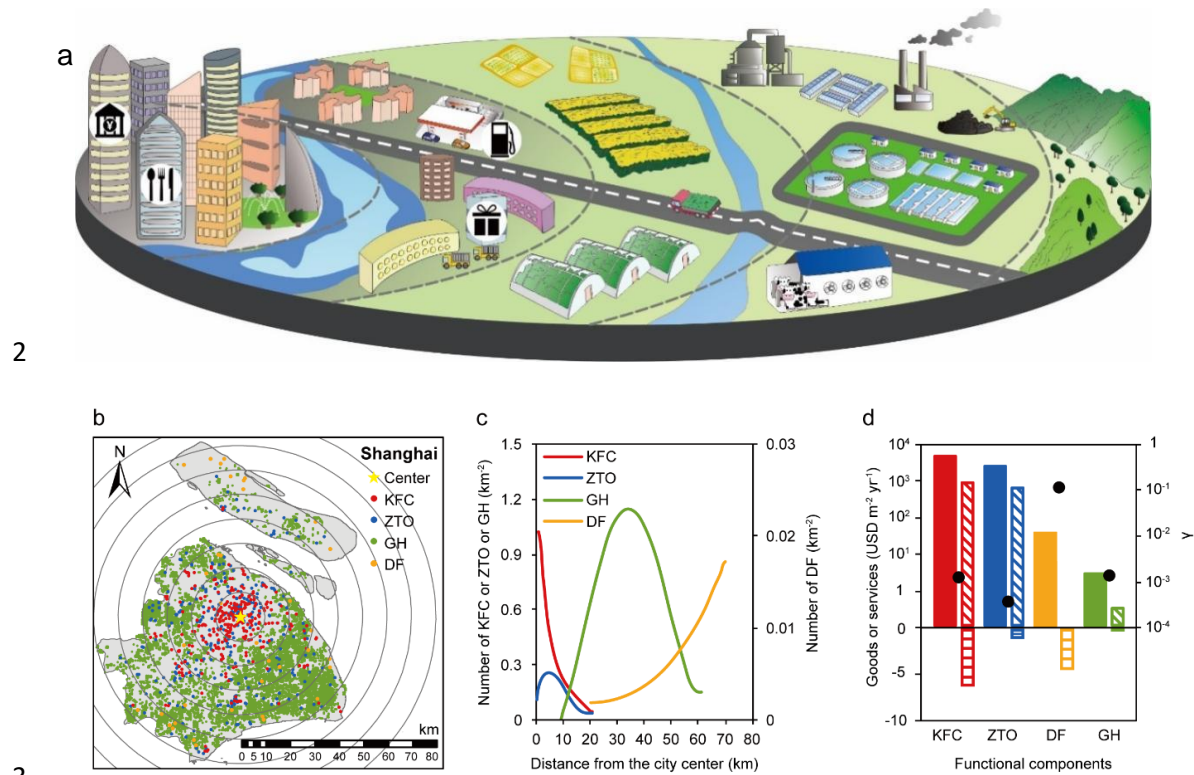 a
2
b
N
Shanghai
Center
KFC
ZTO
GH
DF
km
0 5 10 20 30 40 50 60 70 80
c
Number of KFC or ZTO or GH (km⁻²)
1.5
1.2
0.9
0.6
0.3
0
KFC
ZTO
GH
DF
0.03
0.02
0.01
0
Number of DF (km⁻²)
0 10 20 30 40 50 60 70 80
Distance from the city center (km)
d
Goods or services (USD m⁻² yr⁻¹)
10⁴
10³
10²
10¹
1
0
-5
-10
1
10⁻¹
10⁻²
10⁻³
10⁻⁴
KFC ZTO DF GH
Functional components